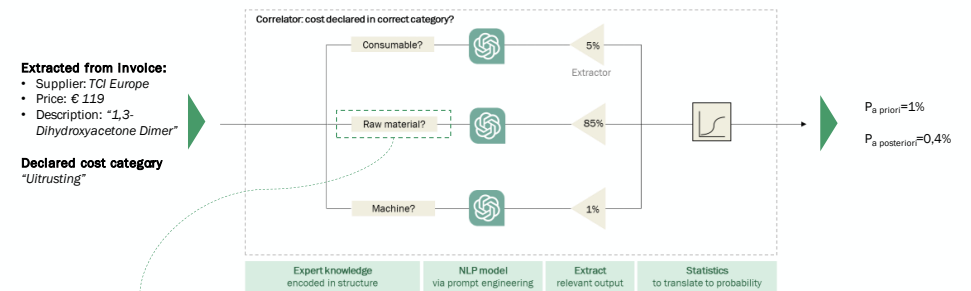 Correlator: cost declared in correct category?
Extracted from Invoice:
• Supplier: TCI Europe
• Price: € 119
• Description: "1,3-
Dihydroxyacetone Dimer"
Declared cost category
"Uitrusting"
Consumable?
5%
Extractor
Raw material?
85%
Machine?
1%
Pa priori=1%
Pa posteriori=0,4%
Expert knowledge
encoded in structure
NLP model
via prompt engineering
Extract
relevant output
Statistics
to translate to probability